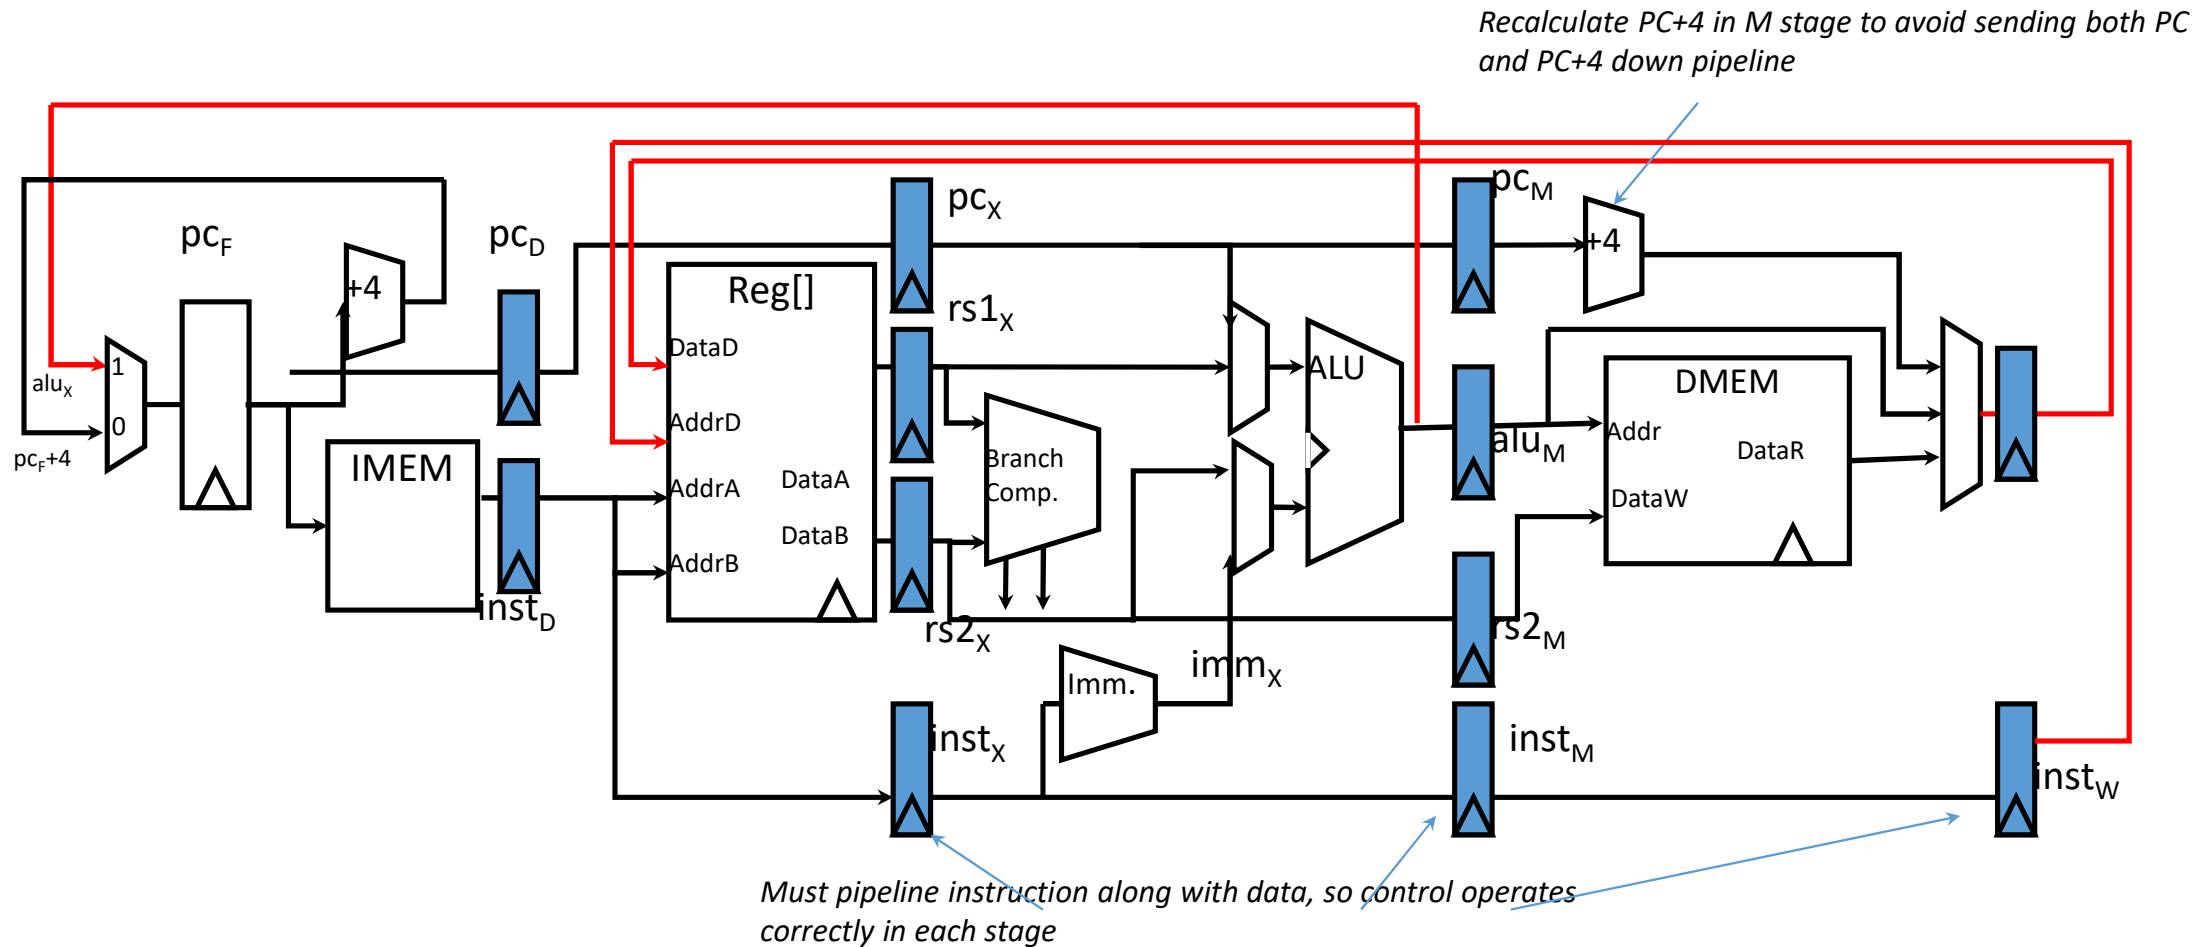 Recalculate PC+4 in M stage to avoid sending both PC
and PC+4 down pipeline
pcF
pcD
pcX
pcM
+4
+4
Reg[]
rs1X
DataD
ALU
DMEM
1
aluX
0
pcF+4
AddrD
Addr
aluM
DataR
IMEM
Branch
Comp.
AddrA
DataA
DataW
DataB
AddrB
instD
rs2X
rs2M
immX
Imm.
instX
instM
instW
Must pipeline instruction along with data, so control operates
correctly in each stage